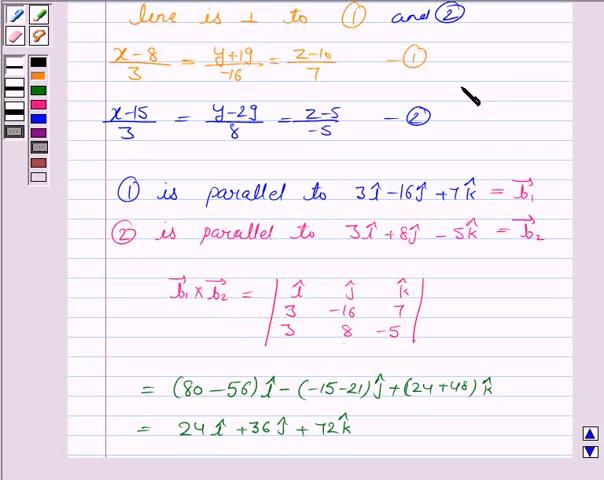 line is ⊥ to ① and ②
x-8/3 = y+19/-16 = z-10/7 - ①
x-15/3 = y-29/8 = z-5/-5 - ②
① is parallel to 3î-16ĵ+7k̂ = b⃗₁
② is parallel to 3î+8ĵ-5k̂ = b⃗₂
b⃗₁×b⃗₂ = | î ĵ k̂ |
3 -16 7
3 8 -5
= (80-56)î-(-15-21)ĵ+(24+48)k̂
= 24î+36ĵ+72k̂